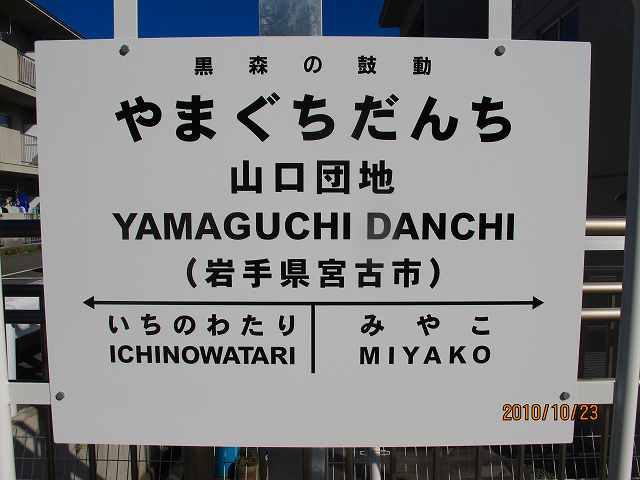 黒森の鼓動
やまぐちだんち
山口団地
YAMAGUCHI DANCHI
(岩手県宮古市)
いちのわたり みやこ
ICHINOWATARI MIYAKO
2010/10/23